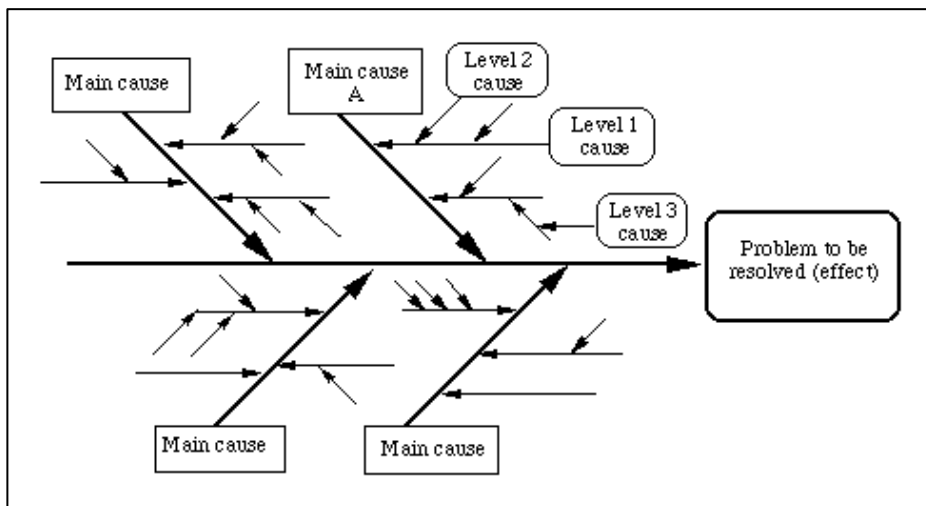 Main cause
Main cause
A
Level 2
cause
Level 1
cause
Level 3
cause
Problem to be
resolved (effect)
Main cause
Main cause